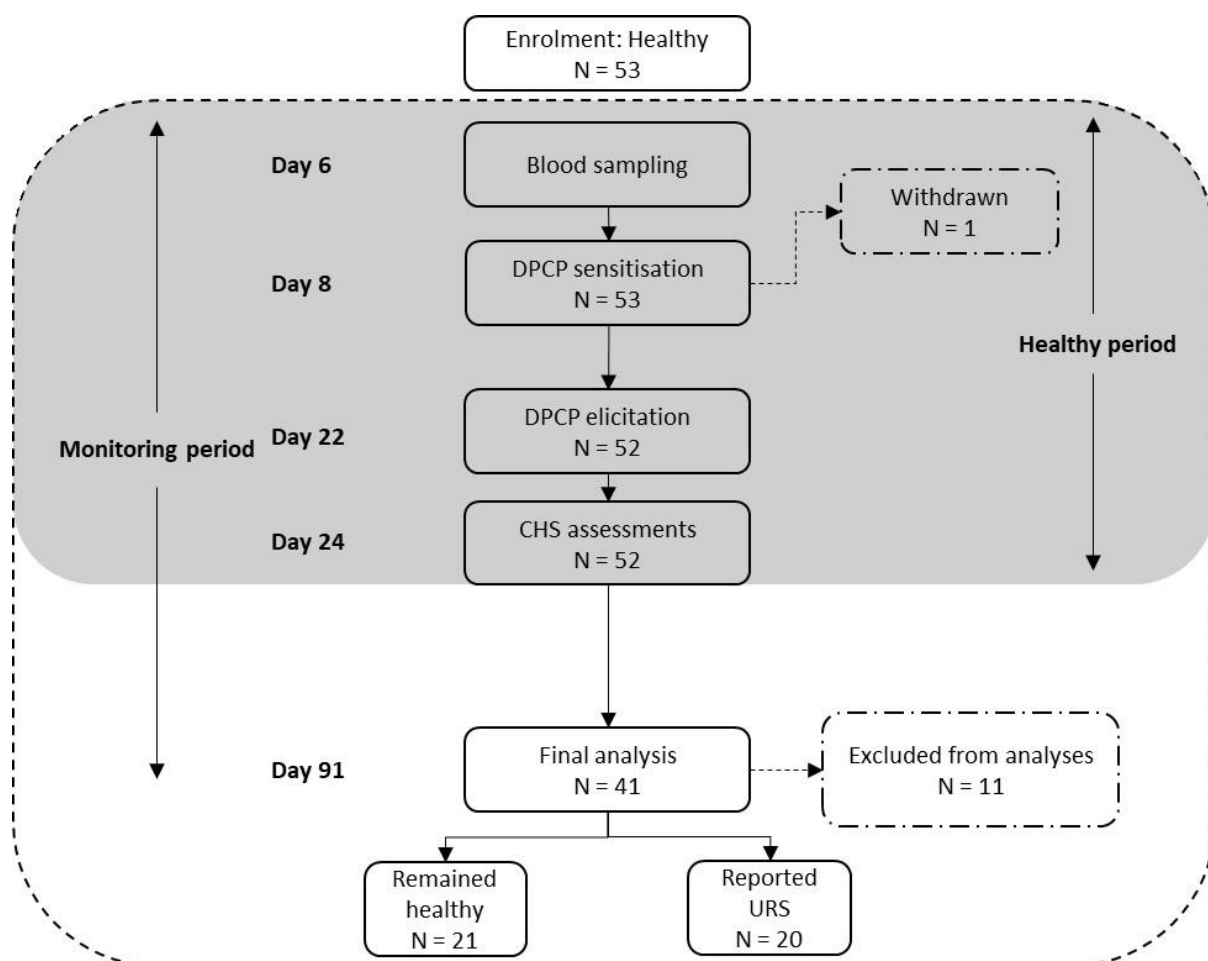 Enrolment: Healthy
N = 53
Day 6
Blood sampling
Withdrawn
N = 1
Day 8
DPCP sensitisation
N = 53
Healthy period
Monitoring period
Day 22
DPCP elicitation
N = 52
Day 24
CHS assessments
N = 52
Day 91
Final analysis
N = 41
Excluded from analyses
N = 11
Remained
healthy
N = 21
Reported
URS
N = 20